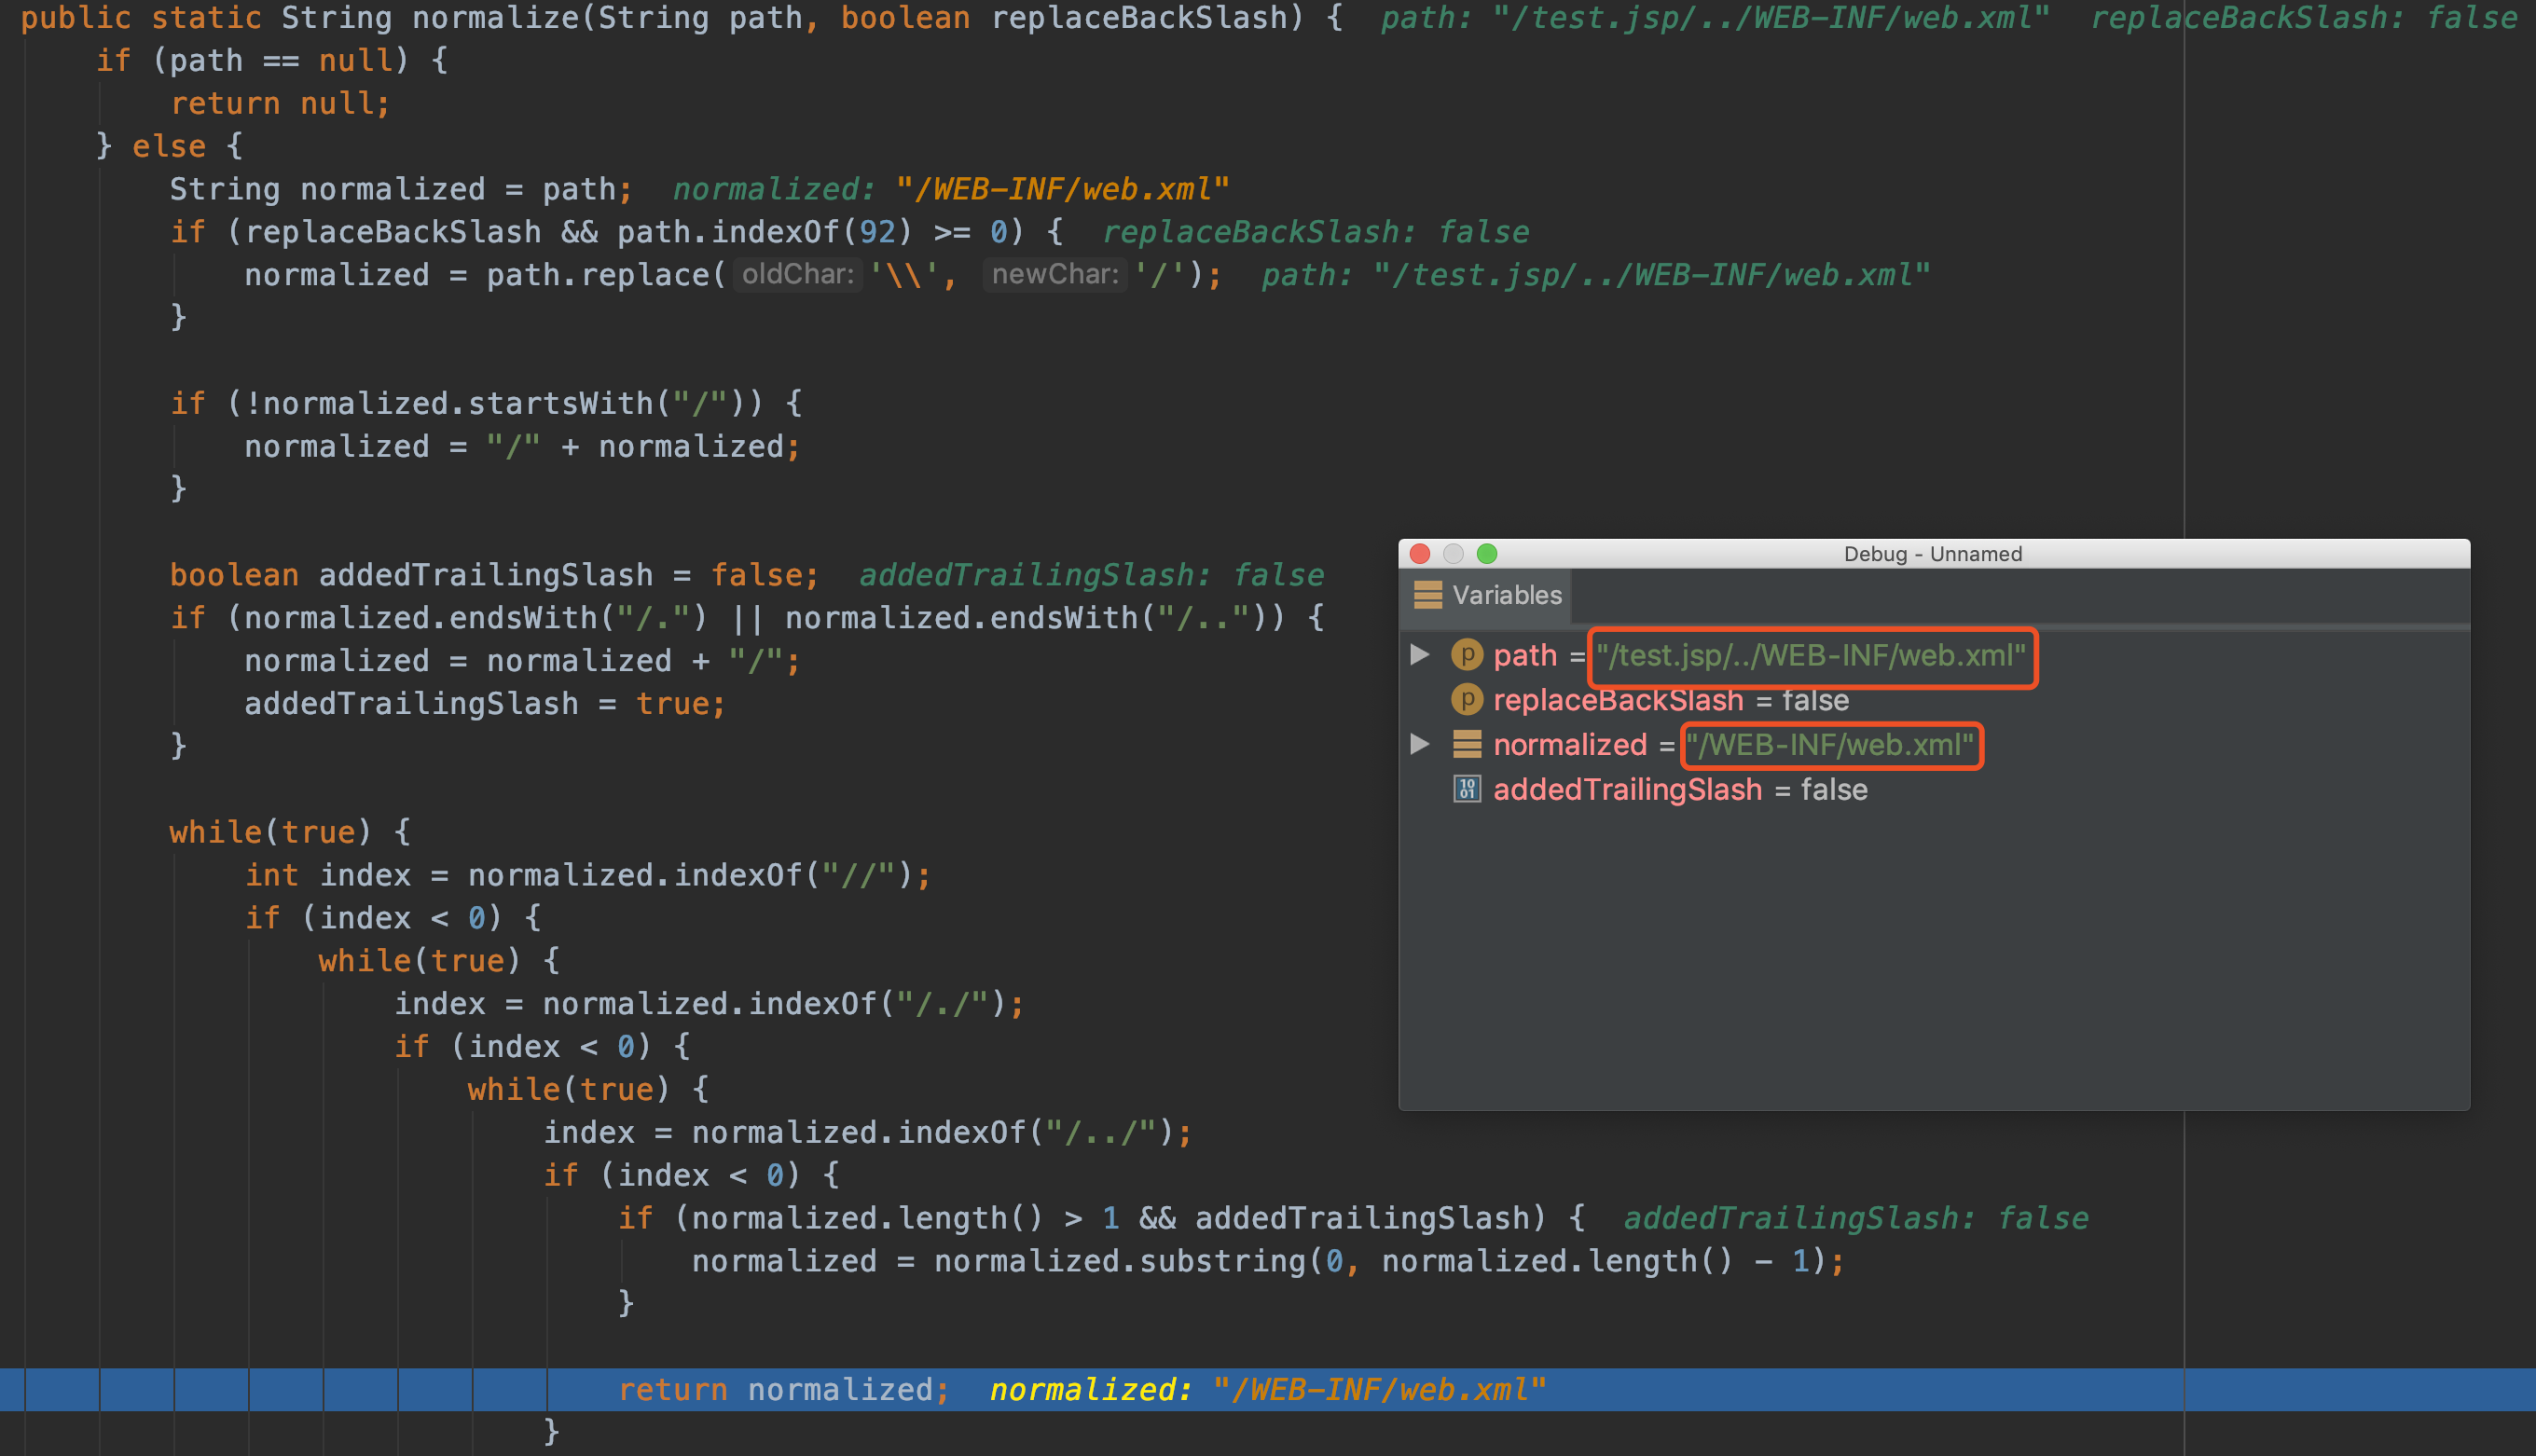 public static String normalize(String path, boolean replaceBackSlash) {  path: "/test.jsp/../WEB-INF/web.xml"  replaceBackSlash: false
if (path == null) {
return null;
} else {
String normalized = path;  normalized: "/WEB-INF/web.xml"
if (replaceBackSlash && path.indexOf(92) >= 0) {  replaceBackSlash: false
normalized = path.replace( oldChar: '\\', newChar: '/');  path: "/test.jsp/../WEB-INF/web.xml"
}
if (!normalized.startsWith("/")) {
normalized = "/" + normalized;
}
boolean addedTrailingSlash = false;  addedTrailingSlash: false
if (normalized.endsWith("/.") || normalized.endsWith("/..")) {
normalized = normalized + "/";
addedTrailingSlash = true;
}
while(true) {
int index = normalized.indexOf("//");
if (index < 0) {
while(true) {
index = normalized.indexOf("/./");
if (index < 0) {
while(true) {
index = normalized.indexOf("/../");
if (index < 0) {
if (normalized.length() > 1 && addedTrailingSlash) {  addedTrailingSlash: false
normalized = normalized.substring(0, normalized.length() - 1);
}
return normalized;  normalized: "/WEB-INF/web.xml"
}
Debug - Unnamed
Variables
p path = "/test.jsp/../WEB-INF/web.xml"
p replaceBackSlash = false
normalized = "/WEB-INF/web.xml"
10 01 addedTrailingSlash = false